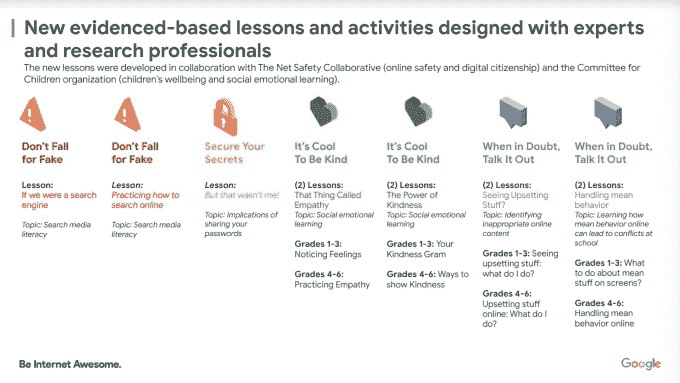 New evidenced-based lessons and activities designed with experts
and research professionals
The new lessons were developed in collaboration with The Net Safety Collaborative (online safety and digital citizenship) and the Committee for
Children organization (children's wellbeing and social emotional learning).
Don't Fall
for Fake
Lesson:
If we were a search
engine
Topic: Search media
literacy
Don't Fall
for Fake
Lesson:
Practicing how to
search online
Topic: Search media
literacy
Secure Your
Secrets
Lesson:
But that wasn't me!
Topic: Implications of
sharing your
passwords
It's Cool
To Be Kind
(2) Lessons:
That Thing Called
Empathy
Topic: Social emotional
learning
Grades 1-3:
Noticing Feelings
Grades 4-6:
Practicing Empathy
It's Cool
To Be Kind
(2) Lessons:
The Power of
Kindness
Topic: Social emotional
learning
Grades 1-3: Your
Kindness Gram
Grades 4-6: Ways to
show Kindness
When in Doubt,
Talk It Out
(2) Lessons:
Seeing Upsetting
Stuff?
Topic: Identifying
inappropriate online
content
Grades 1-3: Seeing
upsetting stuff:
what do I do?
Grades 4-6:
Upsetting stuff
online: What do I
do?
When in Doubt,
Talk It Out
(2) Lessons:
Handling mean
behavior
Topic: Learning how
mean behavior online
can lead to conflicts at
school
Grades 1-3: What
to do about mean
stuff on screens?
Grades 4-6:
Handling mean
behavior online
Be Internet Awesome.
Google